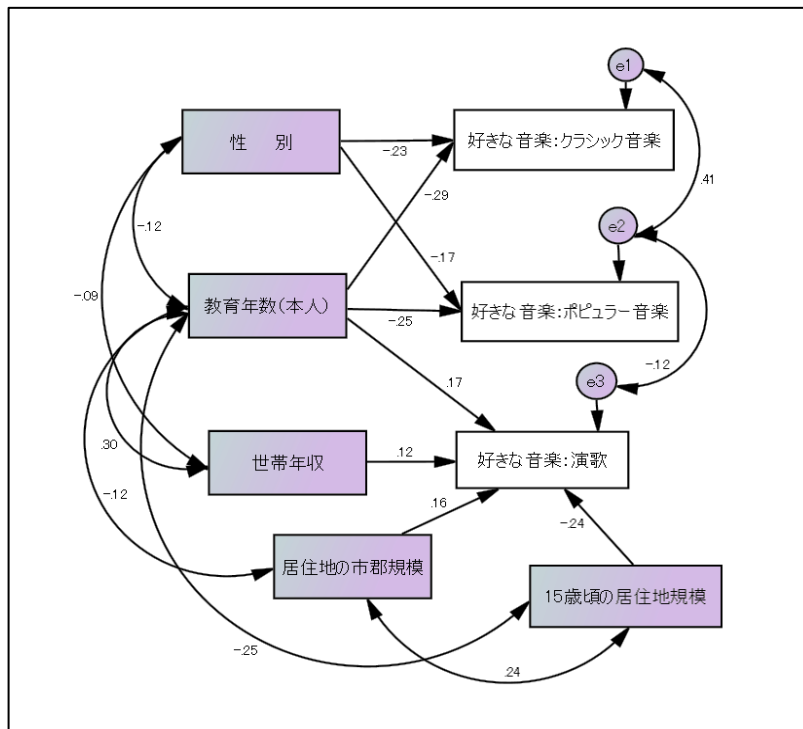 e1
性 別
好きな音楽:クラシック音楽
-.23
-.29
.41
-.12
e2
-.17
-.09
教育年数(本人)
好きな音楽:ポピュラー音楽
-.25
-.12
e3
.17
.30
世帯年収
.12
好きな音楽:演歌
-.12
.16
-.24
居住地の市郡規模
15歳頃の居住地規模
-.25
.24